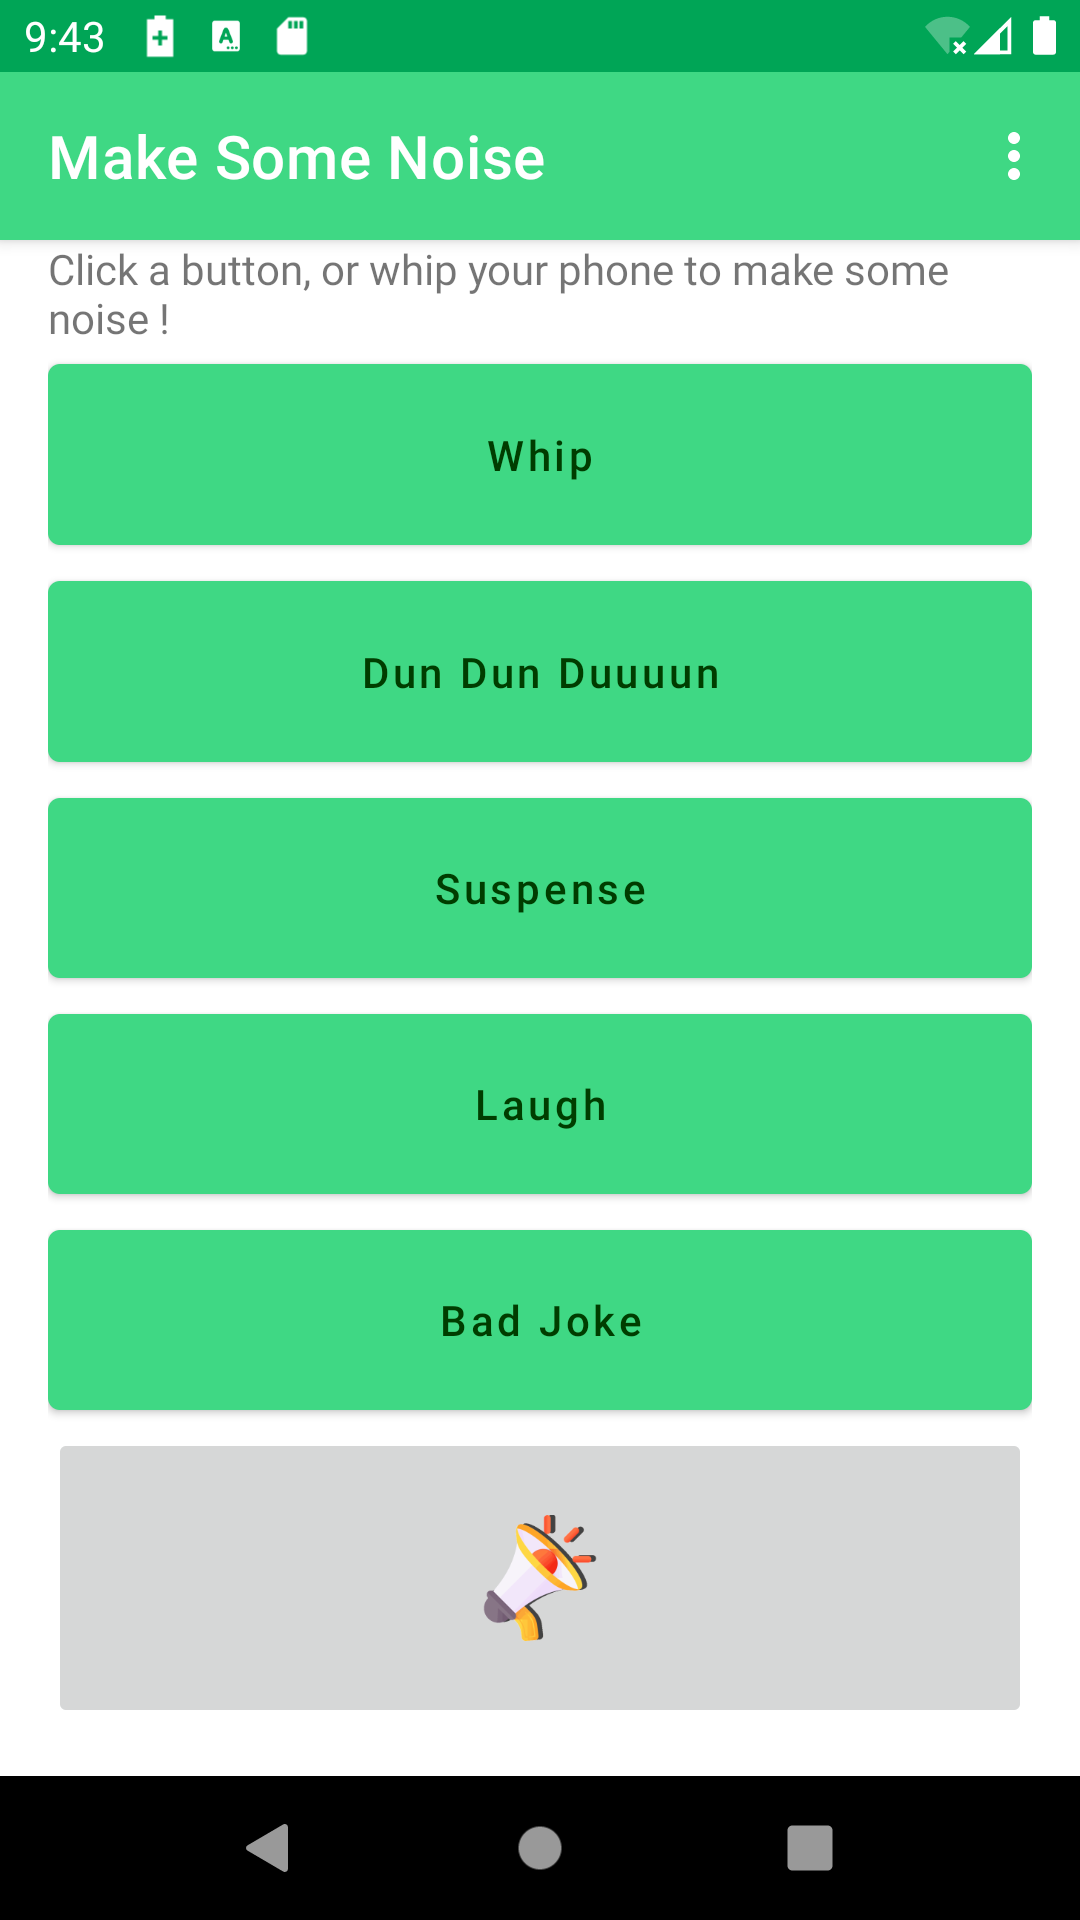 9:43
Make Some Noise
Click a button, or whip your phone to make some
noise !
Whip
Dun Dun Duuuun
Suspense
Laugh
Bad Joke